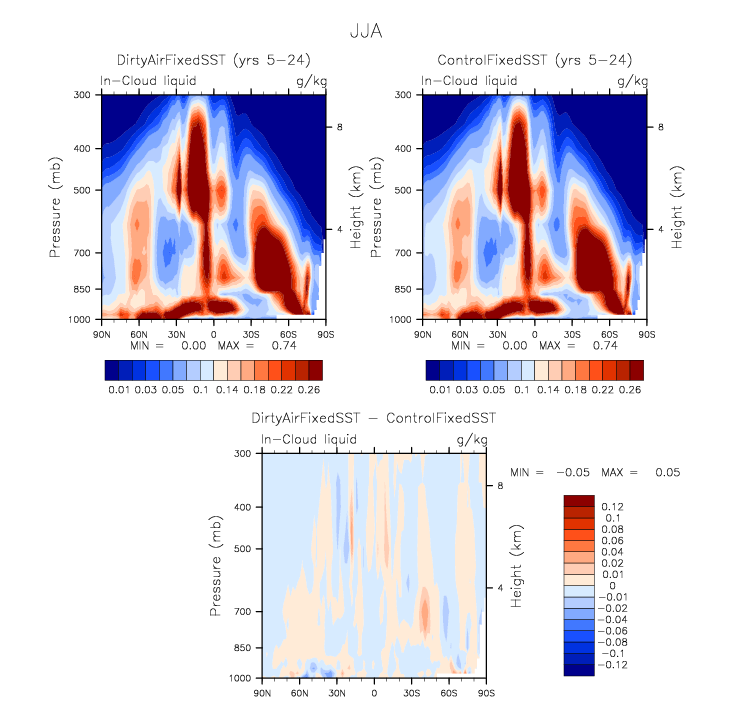 JJA
DirtyAirFixedSST (yrs 5-24)
In-Cloud liquid g/kg
300
400
500
700
850
1000
Pressure (mb)
8
4
Height (km)
90N 60N 30N 0 30S 60S 90S
MIN = 0.00 MAX = 0.74
0.01 0.03 0.05 0.1 0.14 0.18 0.22 0.26
ControlFixedSST (yrs 5-24)
In-Cloud liquid g/kg
300
400
500
700
850
1000
Pressure (mb)
8
4
Height (km)
90N 60N 30N 0 30S 60S 90S
MIN = 0.00 MAX = 0.74
0.01 0.03 0.05 0.1 0.14 0.18 0.22 0.26
DirtyAirFixedSST - ControlFixedSST
In-Cloud liquid g/kg
300
400
500
700
850
1000
Pressure (mb)
8
4
Height (km)
90N 60N 30N 0 30S 60S 90S
MIN = -0.05 MAX = 0.05
0.12
0.1
0.08
0.06
0.04
0.02
0.01
0
-0.01
-0.02
-0.04
-0.06
-0.08
-0.1
-0.12